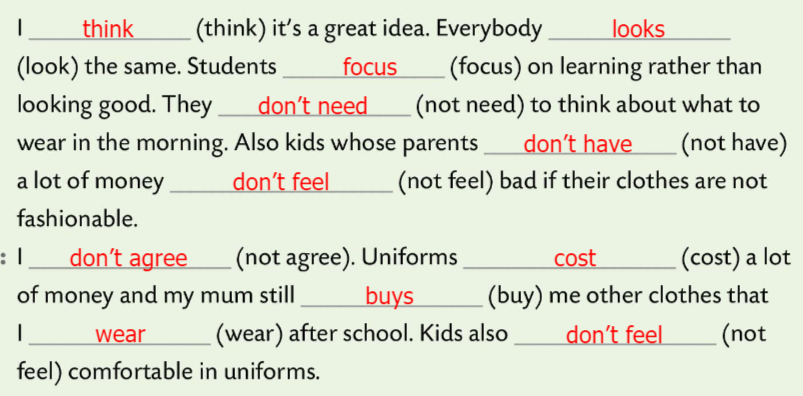 I think (think) it's a great idea. Everybody looks
(look) the same. Students focus (focus) on learning rather than
looking good. They don't need (not need) to think about what to
wear in the morning. Also kids whose parents don't have (not have)
a lot of money don't feel (not feel) bad if their clothes are not
fashionable.
: I don't agree (not agree). Uniforms cost (cost) a lot
of money and my mum still buys (buy) me other clothes that
I wear (wear) after school. Kids also don't feel (not
feel) comfortable in uniforms.